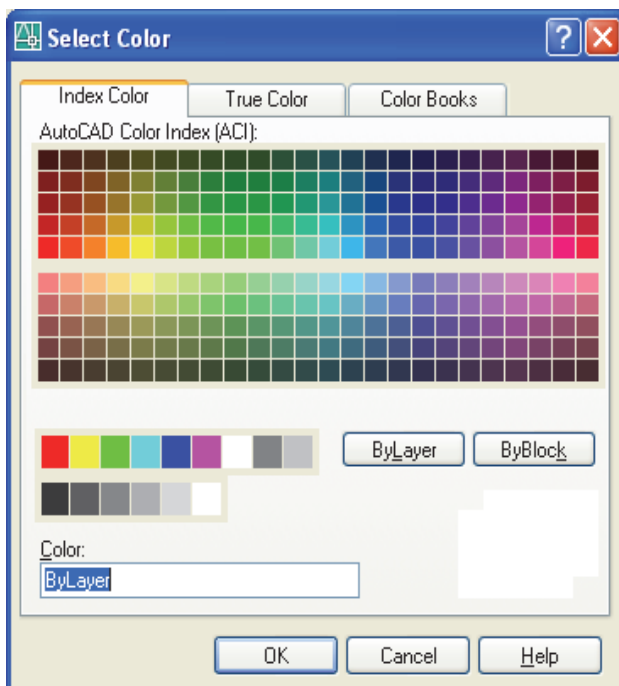 Select Color
Index Color True Color Color Books
AutoCAD Color Index (ACI):
ByLayer ByBlock
Color:
ByLayer
OK Cancel Help